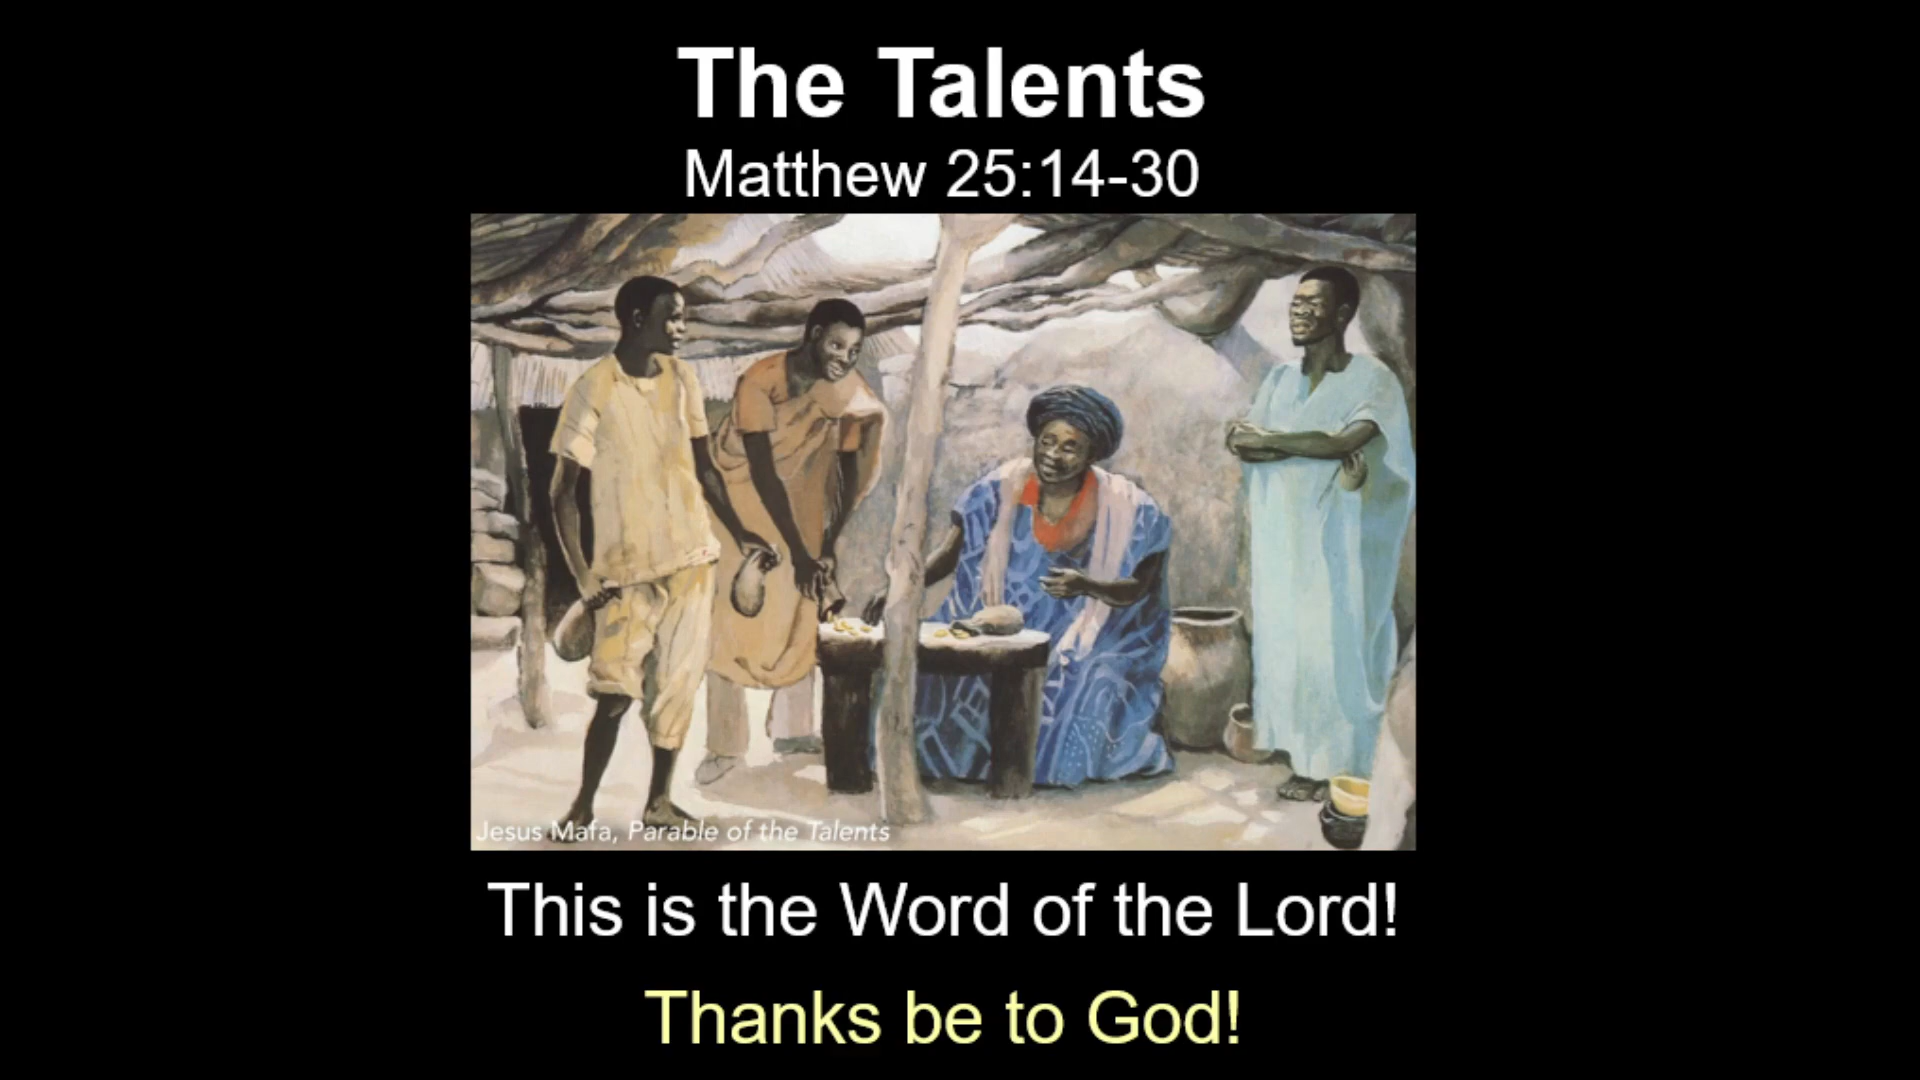 The Talents
Matthew 25:14-30
Jesus Mafa, Parable of the Talents
This is the Word of the Lord!
Thanks be to God!